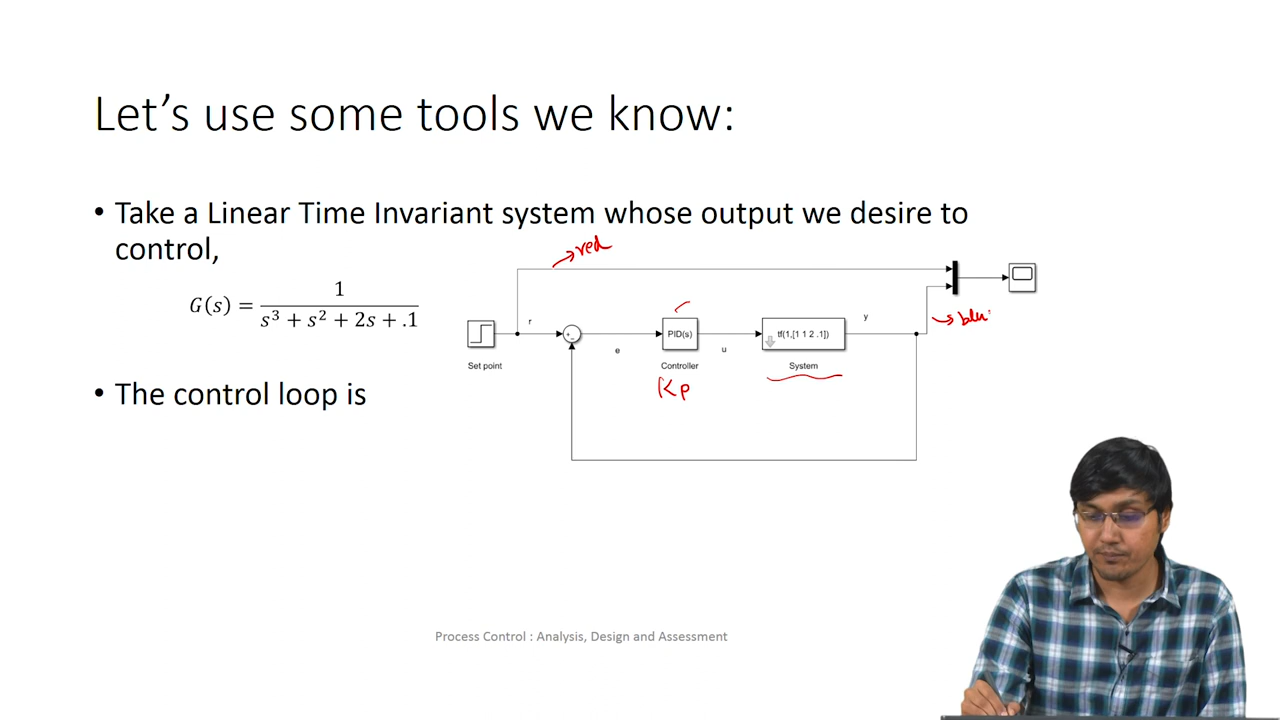 Let's use some tools we know:
• Take a Linear Time Invariant system whose output we desire to
control,
red
G(s) = 1 / (s³ + s² + 2s + .1)
r
PID(s)
tf(1,[1 1 2 .1])
y
Set point
e
Controller
u
System
Kp
• The control loop is
Process Control : Analysis, Design and Assessment